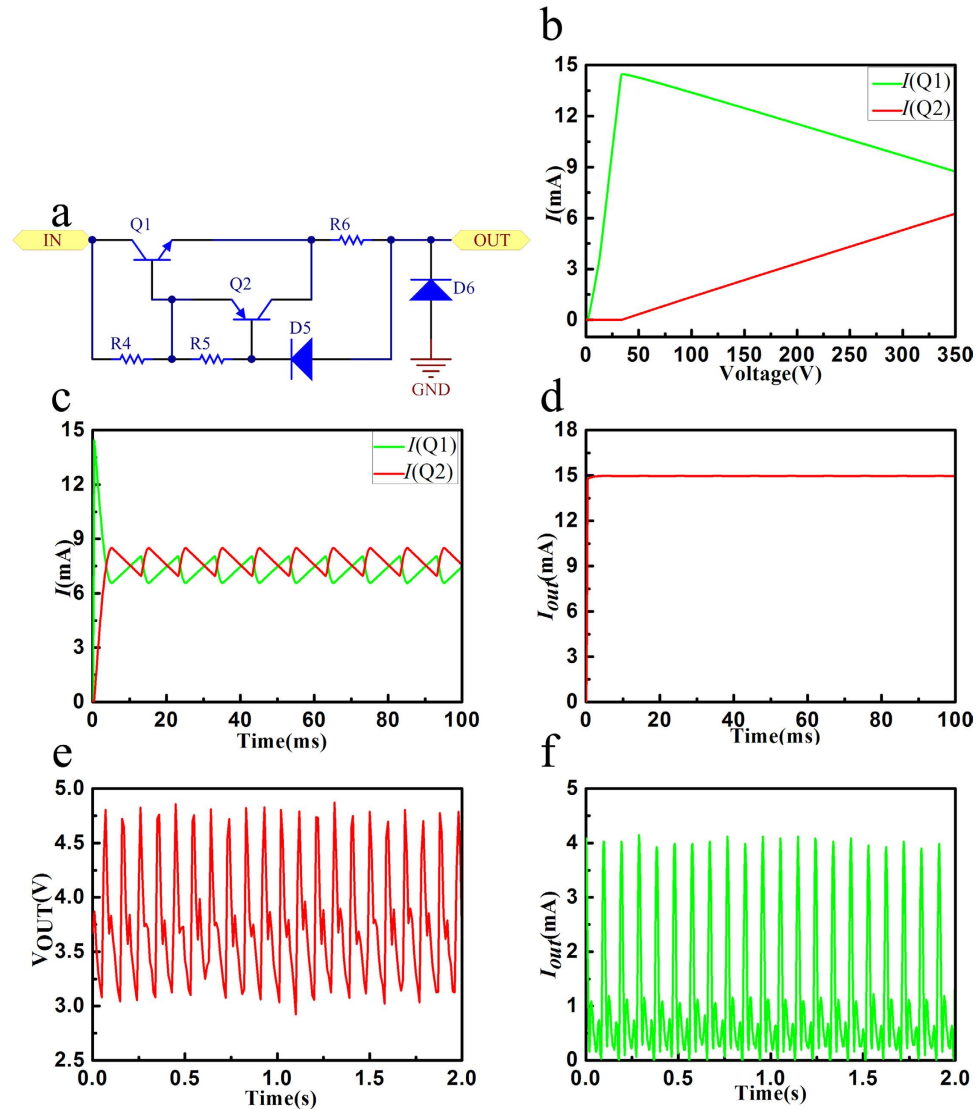 a
IN
Q1
R6
OUT
Q2
D6
R4
R5
D5
GND
b
15
12
9
6
3
0
I(mA)
I(Q1)
I(Q2)
0 50 100 150 200 250 300 350
Voltage(V)
c
15
12
9
6
3
0
I(mA)
I(Q1)
I(Q2)
0 20 40 60 80 100
Time(ms)
d
18
15
12
9
6
3
0
Iout(mA)
0 20 40 60 80 100
Time(ms)
e
5.0
4.5
4.0
3.5
3.0
2.5
VOUT(V)
0.0 0.5 1.0 1.5 2.0
Time(s)
f
5
4
3
2
1
0
Iout(mA)
0.0 0.5 1.0 1.5 2.0
Time(s)